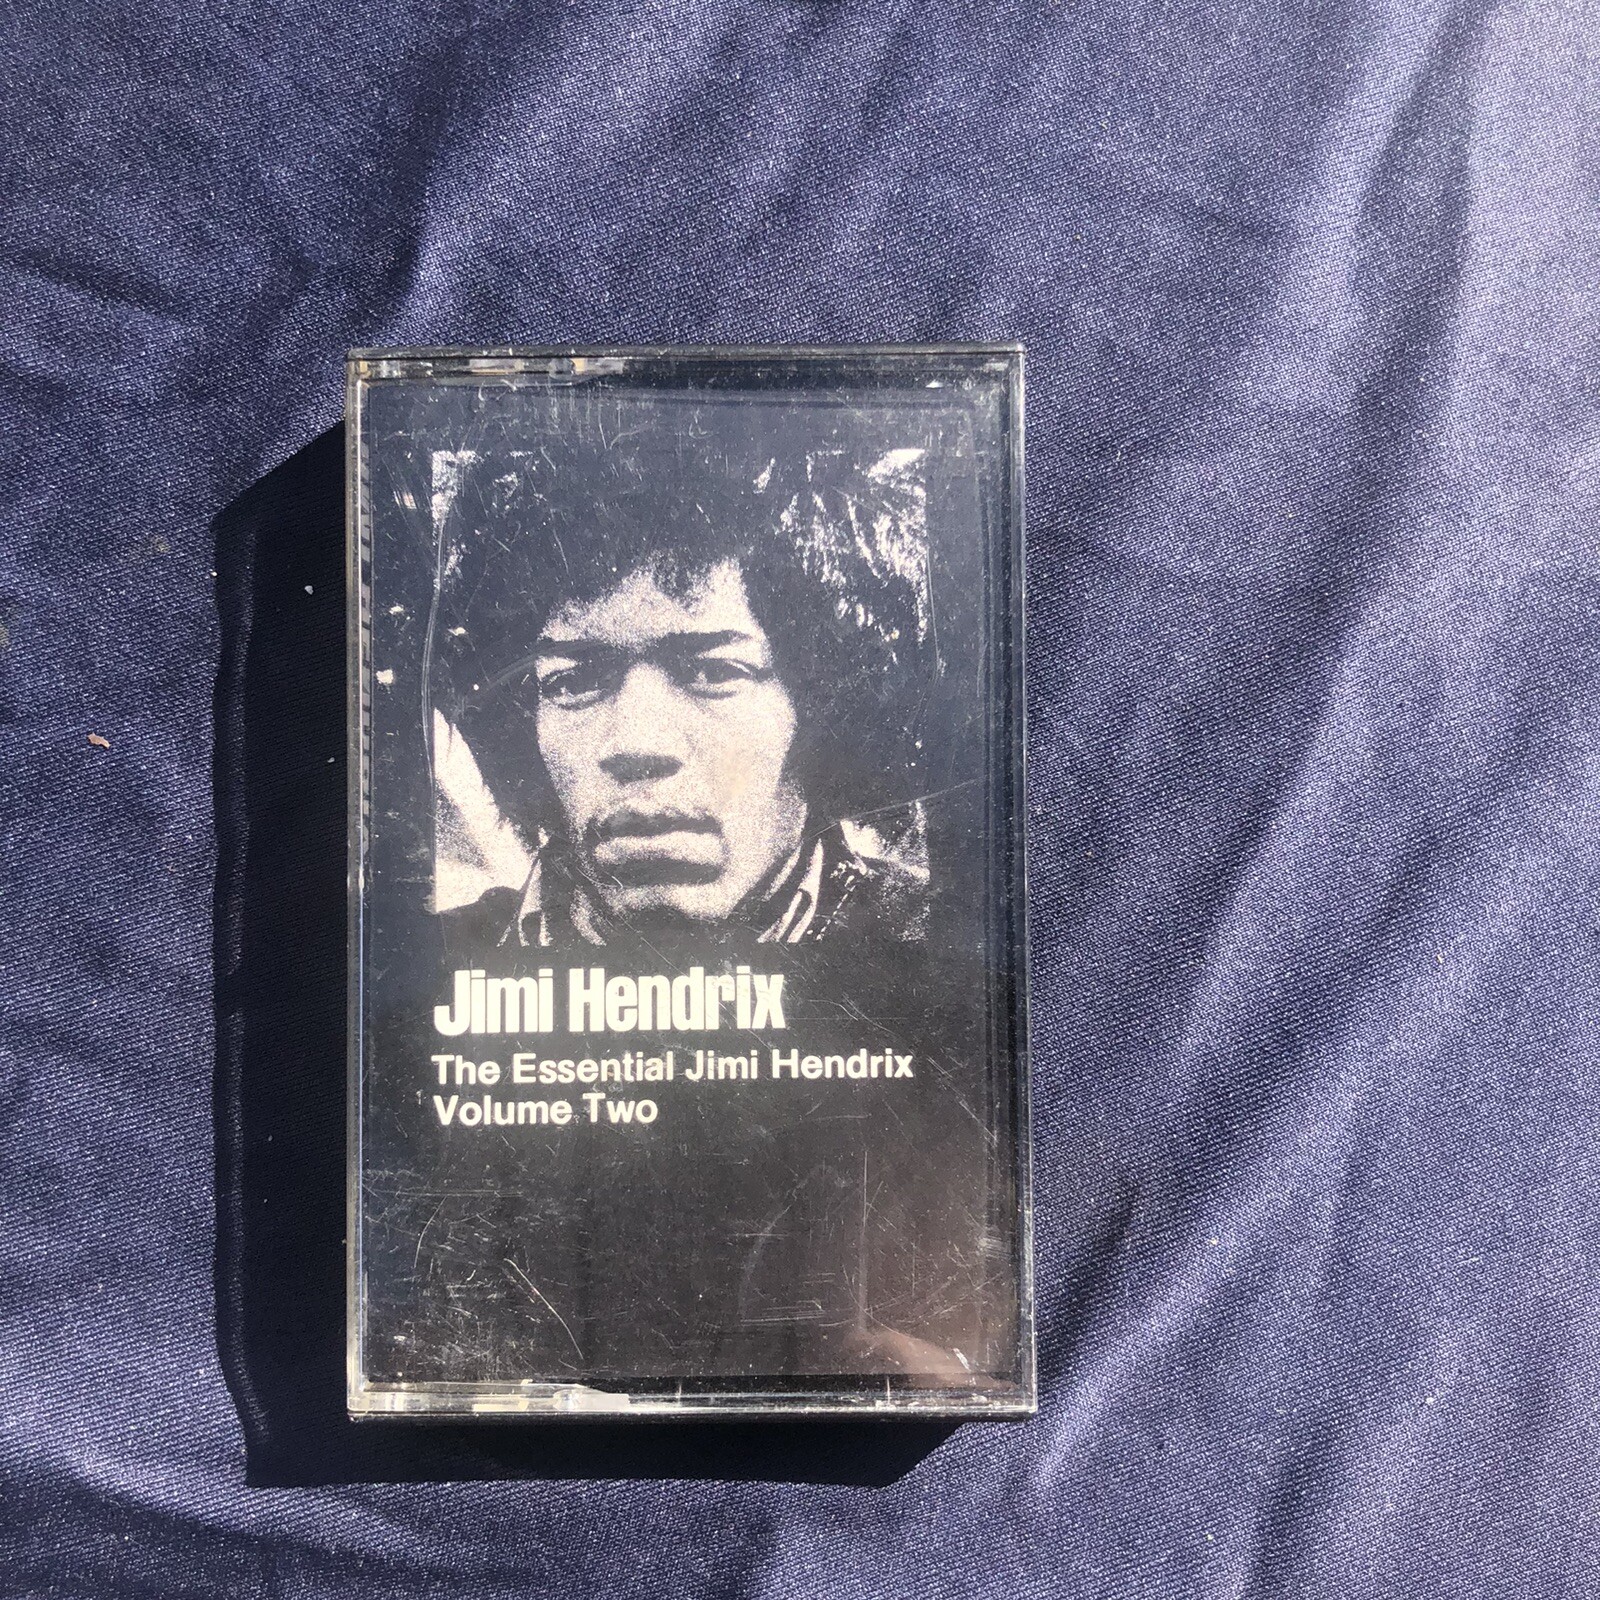 Jimi Hendrix
The Essential Jimi Hendrix
Volume Two